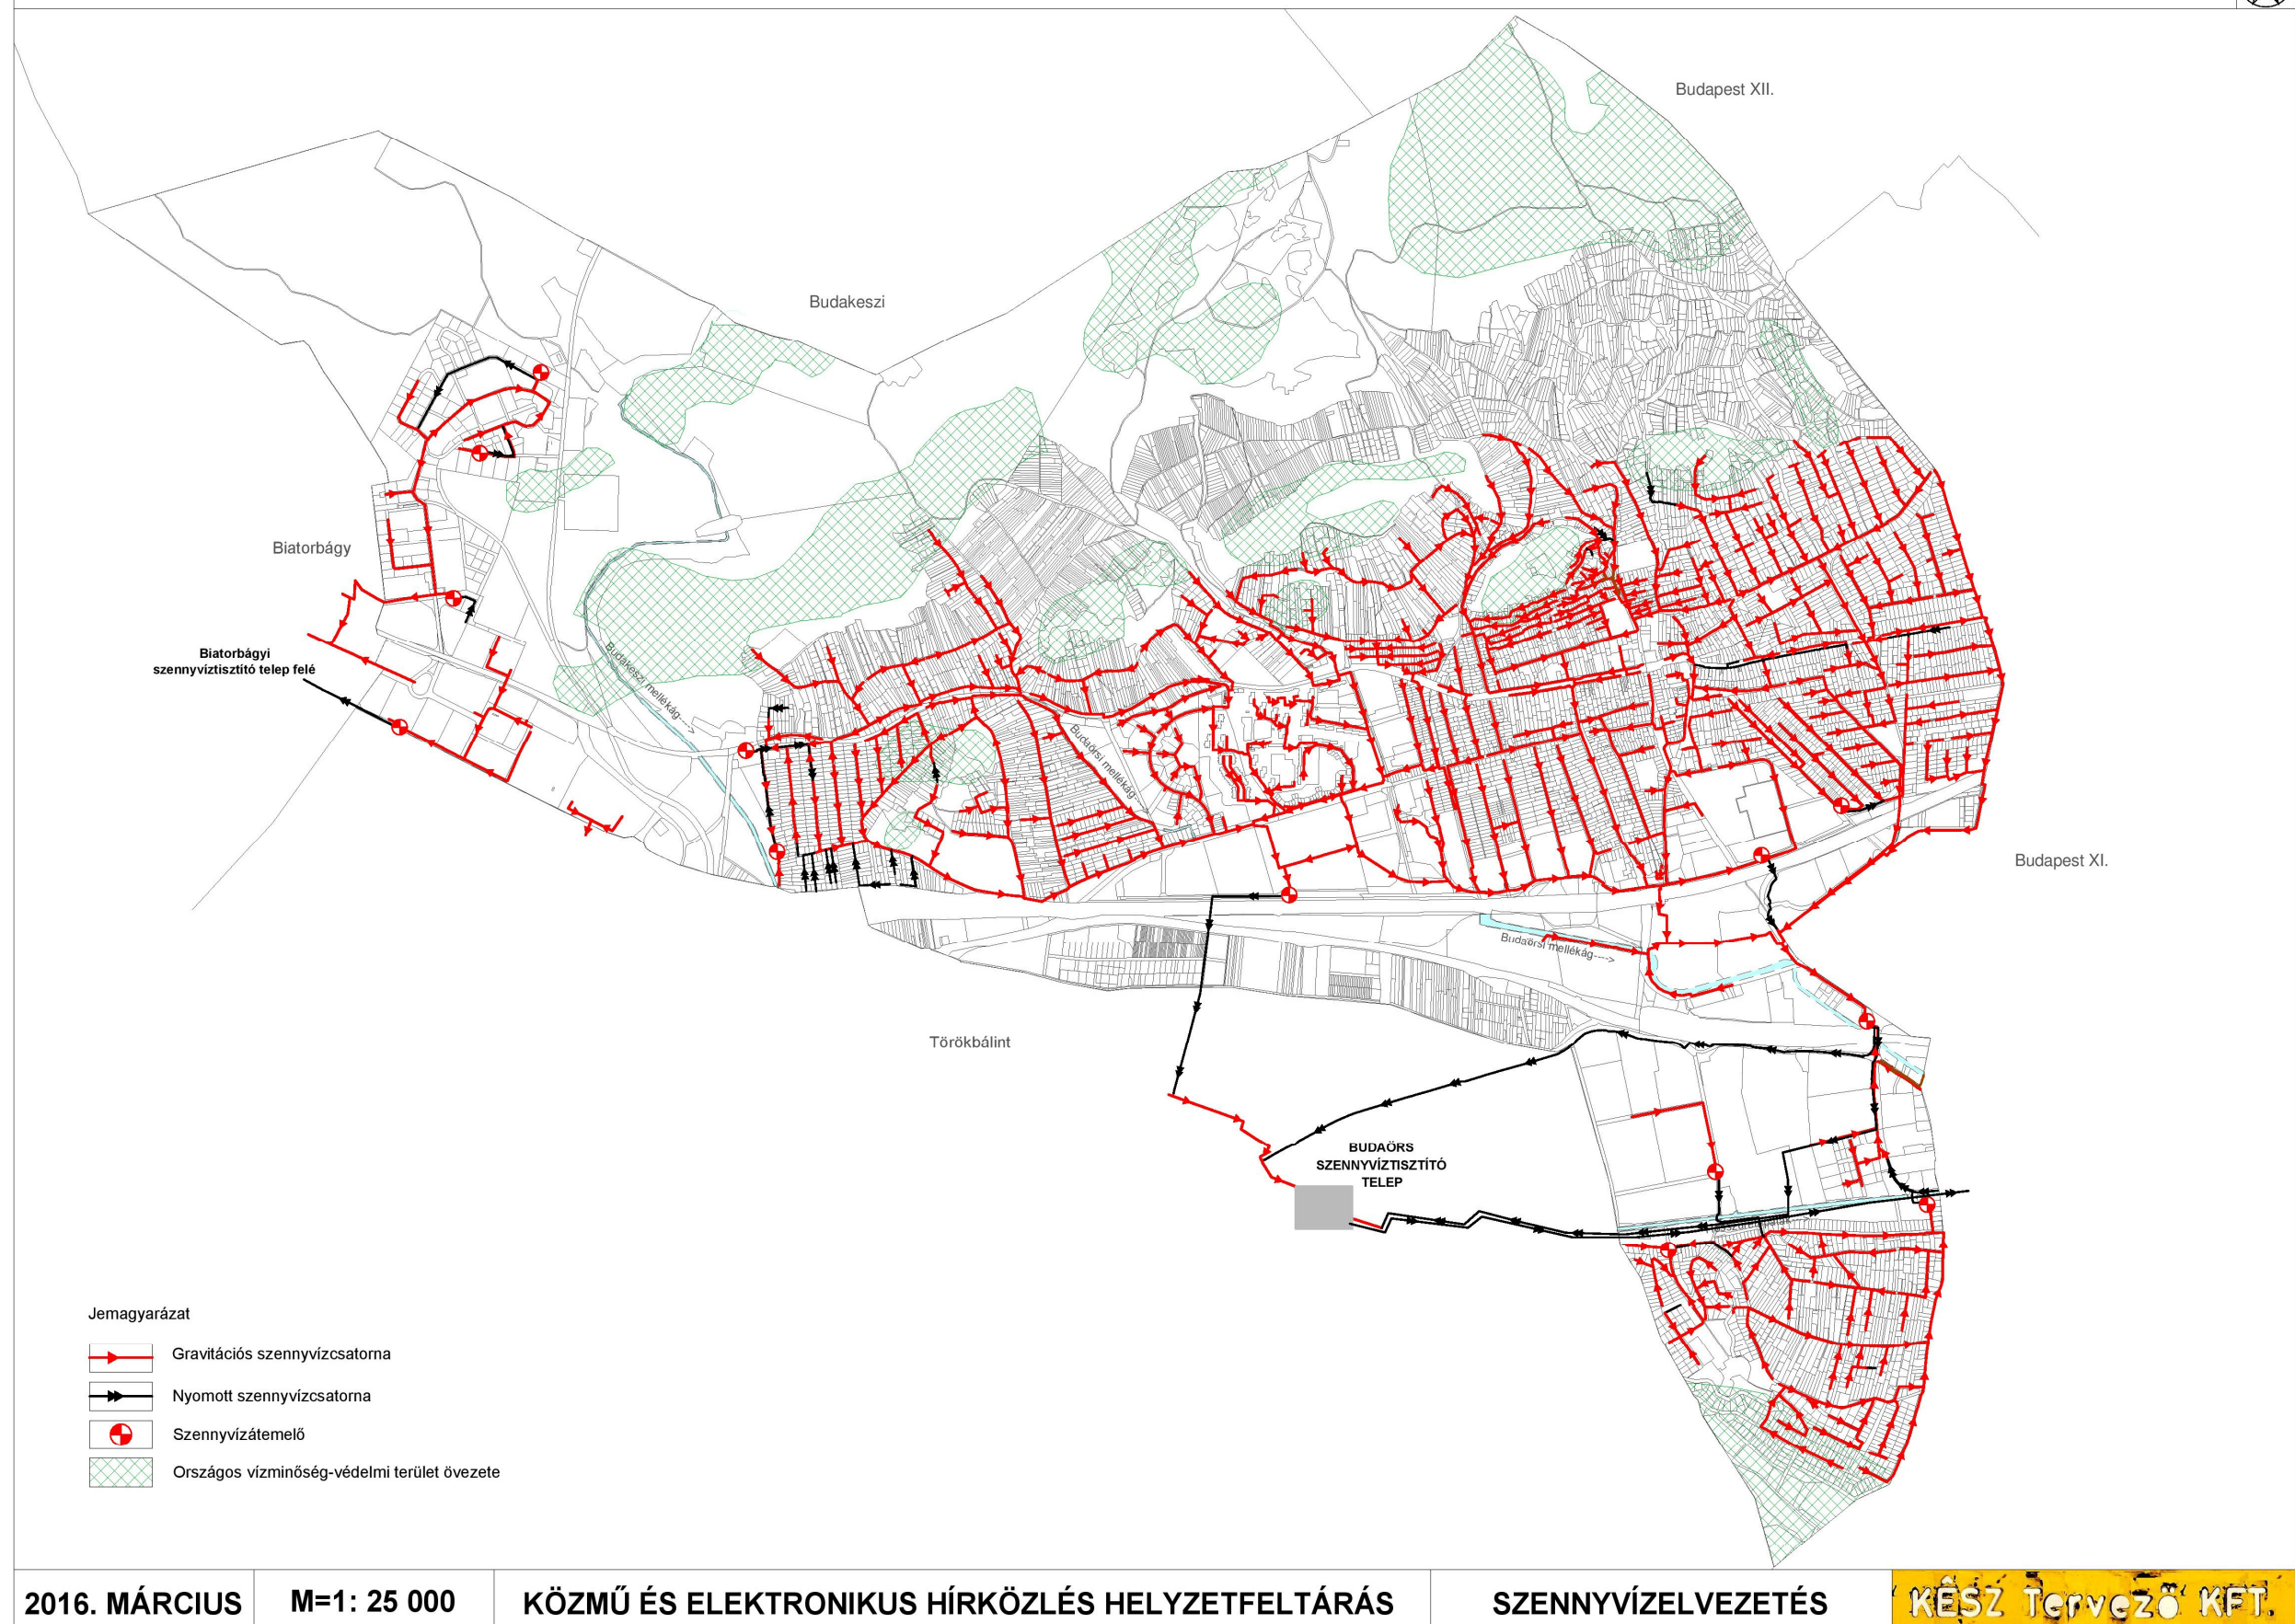 Budapest XII.
Budakeszi
Biatorbágy
Biatorbágyi
szennyvíztisztító telep felé
Budakeszi mellékág---->
Budaörsi mellékág---->
Budapest XI.
Budaörsi mellékág---->
Törökbálint
BUDAÖRS
SZENNYVÍZTISZTÍTÓ
TELEP
Jemagyarázat
Gravitációs szennyvízcsatorna
Nyomott szennyvízcsatorna
Szennyvízátemelő
Országos vízminőség-védelmi terület övezete
2016. MÁRCIUS
M=1: 25 000
KÖZMŰ ÉS ELEKTRONIKUS HÍRKÖZLÉS HELYZETFELTÁRÁS
SZENNYVÍZELVEZETÉS
KÉSZ Tervező KFT.